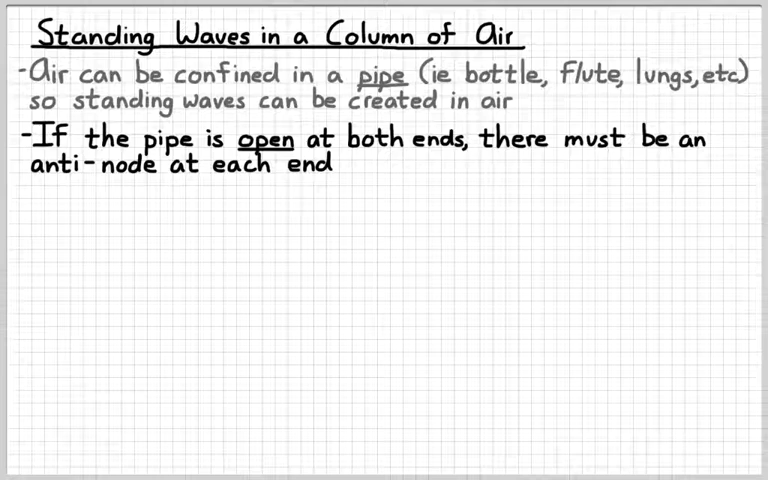 Standing Waves in a Column of Air
-Air can be confined in a pipe (ie bottle, Flute, lungs, etc)
so standing waves can be created in air
-If the pipe is open at both ends, there must be an
anti-node at each end